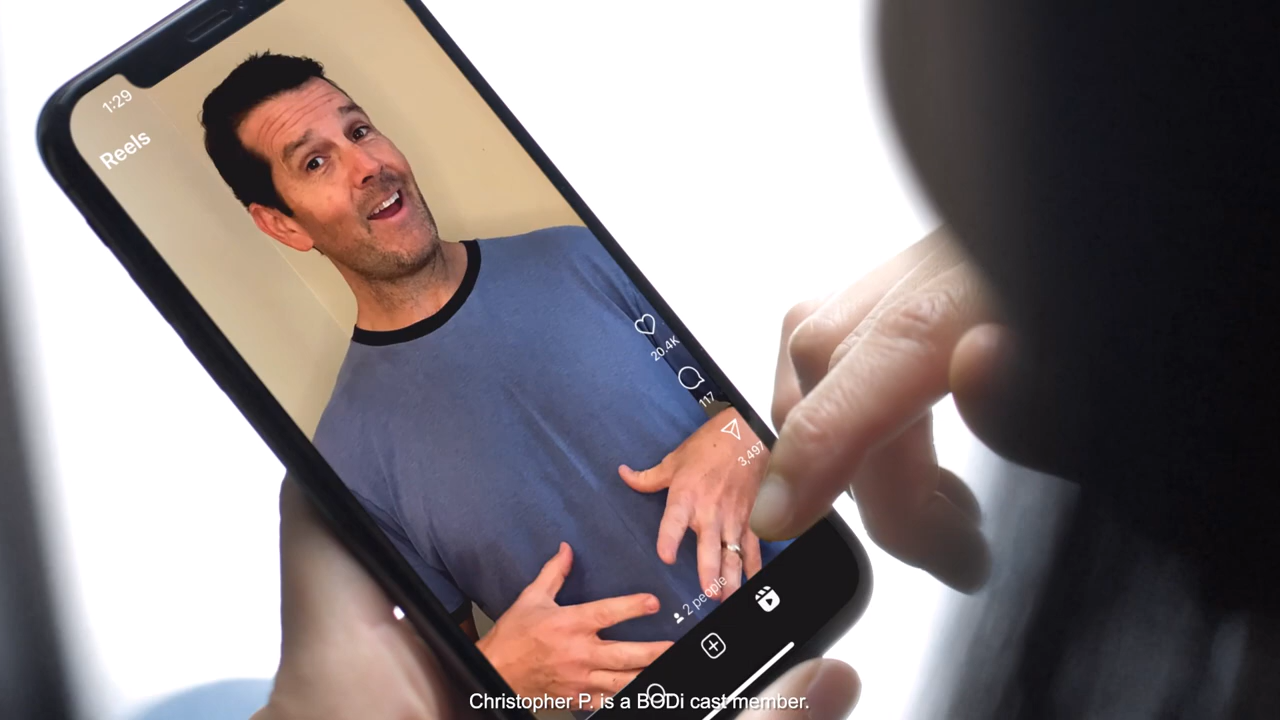 1:29
Reels
20.4K
117
3,497
2 people
Christopher P. is a BODi cast member.